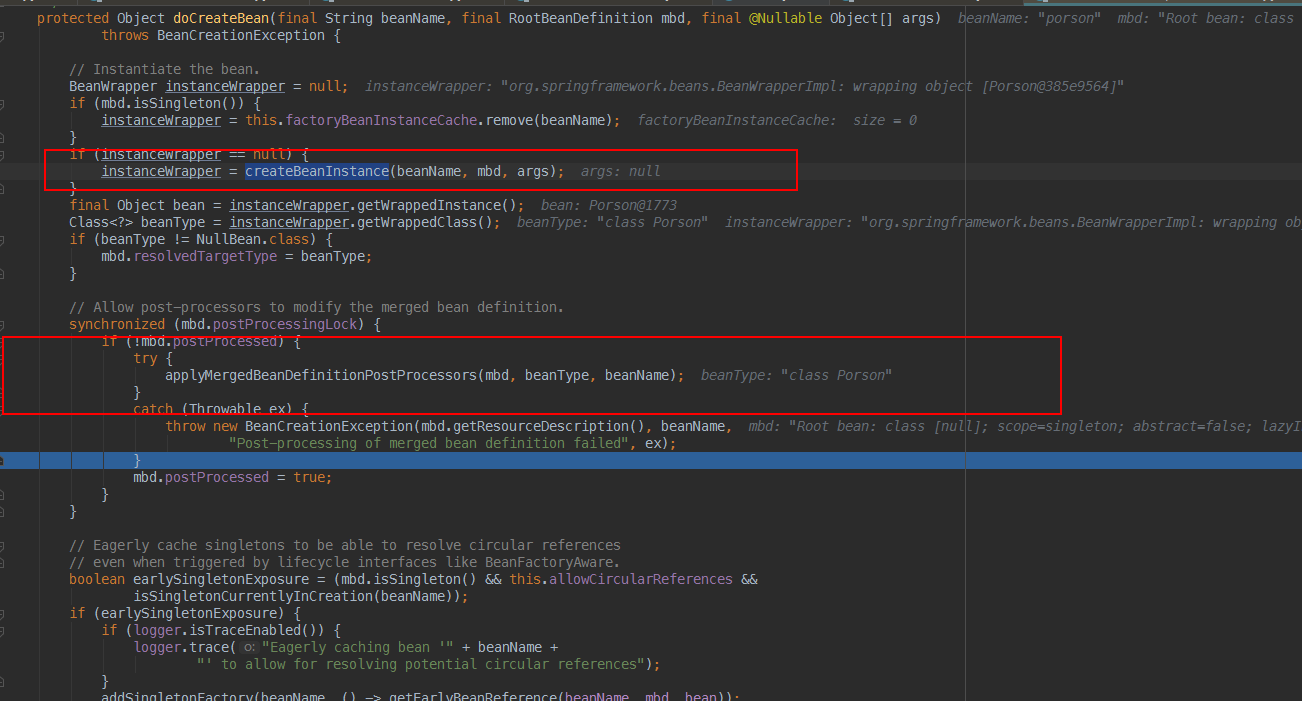 protected Object doCreateBean(final String beanName, final RootBeanDefinition mbd, final @Nullable Object[] args)  beanName: "porson"  mbd: "Root bean: class
throws BeanCreationException {
// Instantiate the bean.
BeanWrapper instanceWrapper = null;  instanceWrapper: "org.springframework.beans.BeanWrapperImpl: wrapping object [Porson@385e9564]"
if (mbd.isSingleton()) {
instanceWrapper = this.factoryBeanInstanceCache.remove(beanName);  factoryBeanInstanceCache:  size = 0
}
if (instanceWrapper == null) {
instanceWrapper = createBeanInstance(beanName, mbd, args);  args: null
}
final Object bean = instanceWrapper.getWrappedInstance();  bean: Porson@1773
Class<?> beanType = instanceWrapper.getWrappedClass();  beanType: "class Porson"  instanceWrapper: "org.springframework.beans.BeanWrapperImpl: wrapping ob
if (beanType != NullBean.class) {
mbd.resolvedTargetType = beanType;
}
// Allow post-processors to modify the merged bean definition.
synchronized (mbd.postProcessingLock) {
if (!mbd.postProcessed) {
try {
applyMergedBeanDefinitionPostProcessors(mbd, beanType, beanName);  beanType: "class Porson"
}
catch (Throwable ex) {
throw new BeanCreationException(mbd.getResourceDescription(), beanName,  mbd: "Root bean: class [null]; scope=singleton; abstract=false; lazyI
"Post-processing of merged bean definition failed", ex);
}
mbd.postProcessed = true;
}
}
// Eagerly cache singletons to be able to resolve circular references
// even when triggered by lifecycle interfaces like BeanFactoryAware.
boolean earlySingletonExposure = (mbd.isSingleton() && this.allowCircularReferences &&
isSingletonCurrentlyInCreation(beanName));
if (earlySingletonExposure) {
if (logger.isTraceEnabled()) {
logger.trace( o: "Eagerly caching bean '" + beanName +
"' to allow for resolving potential circular references");
}
addSingletonFactory(beanName, () -> getEarlyBeanReference(beanName, mbd, bean));